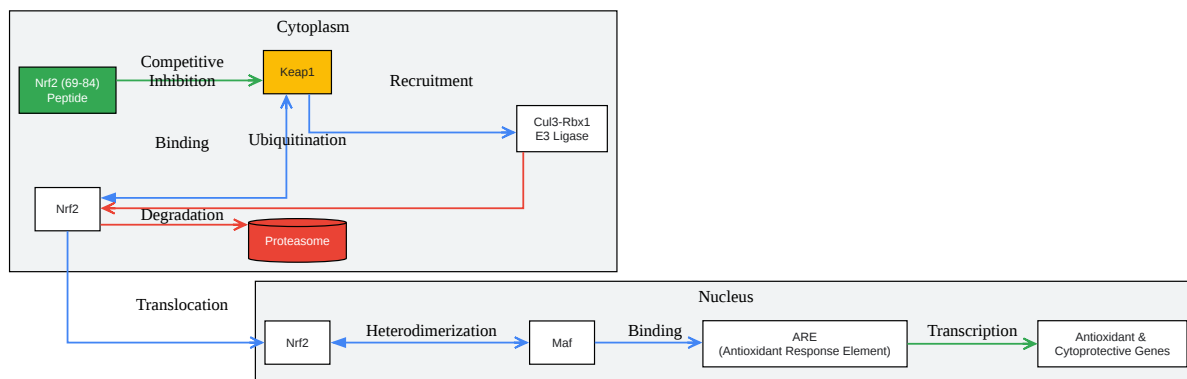 Cytoplasm
Competitive
Inhibition
Nrf2 (69-84)
Peptide
Keap1
Recruitment
Cul3-Rbx1
E3 Ligase
Binding
Ubiquitination
Nrf2
Degradation
Proteasome
Translocation
Nucleus
Nrf2
Heterodimerization
Maf
Binding
ARE
(Antioxidant Response Element)
Transcription
Antioxidant &
Cytoprotective Genes